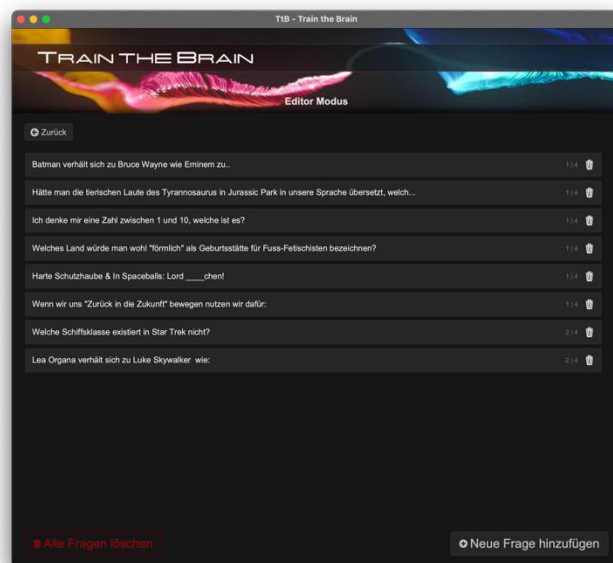 TtB - Train the Brain
TRAIN THE BRAIN
Editor Modus
Zurück
Batman verhält sich zu Bruce Wayne wie Eminem zu.. 1|4
Hätte man die tierischen Laute des Tyrannosaurus in Jurassic Park in unsere Sprache übersetzt, welch... 1|4
Ich denke mir eine Zahl zwischen 1 und 10, welche ist es? 1|4
Welches Land würde man wohl "förmlich" als Geburtsstätte für Fuss-Fetischisten bezeichnen? 1|4
Harte Schutzhaube & In Spaceballs: Lord ____chen! 1|4
Wenn wir uns "Zurück in die Zukunft" bewegen nutzen wir dafür: 1|4
Welche Schiffsklasse existiert in Star Trek nicht? 2|4
Lea Organa verhält sich zu Luke Skywalker wie: 2|4
Alle Fragen löschen
Neue Frage hinzufügen